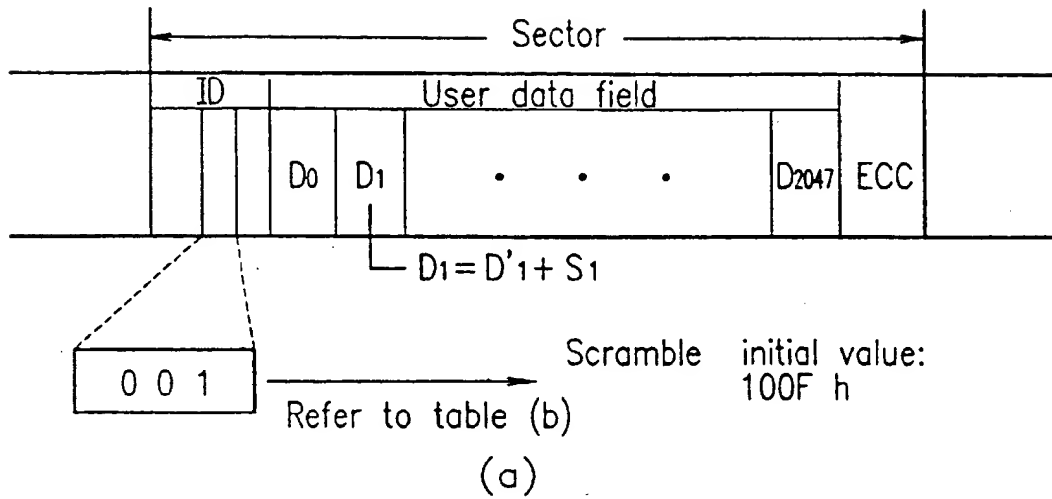 Sector
ID User data field
D0 D1 . . . D2047 ECC
D1=D'1+S1
0 0 1
Scramble initial value:
100F h
Refer to table (b)
(a)